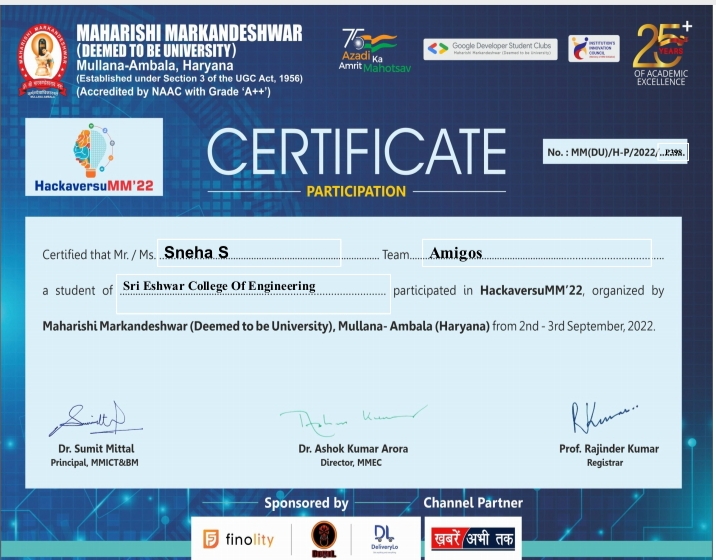 MAHARISHI MARKANDESHWAR
(DEEMED TO BE UNIVERSITY)
Mullana-Ambala, Haryana
(Established under Section 3 of the UGC Act, 1956)
(Accredited by NAAC with Grade ‘A++’)
75
Azadi Ka
Amrit Mahotsav
Google Developer Student Clubs
Maharishi Markandeshwar (Deemed to be University)
INSTITUTION'S
INNOVATION
COUNCIL
25+
YEARS
OF ACADEMIC
EXCELLENCE
HackaversuMM’22
CERTIFICATE
PARTICIPATION
No. : MM(DU)/H-P/2022/ P398
Certified that Mr. / Ms. Sneha S Team Amigos
a student of Sri Eshwar College Of Engineering participated in HackaversuMM’22, organized by
Maharishi Markandeshwar (Deemed to be University), Mullana- Ambala (Haryana) from 2nd - 3rd September, 2022.
Dr. Sumit Mittal
Principal, MMICT&BM
Dr. Ashok Kumar Arora
Director, MMEC
Prof. Rajinder Kumar
Registrar
Sponsored by
Channel Partner
finolity
DL
DeliveryLo
ख़बरें अभी तक